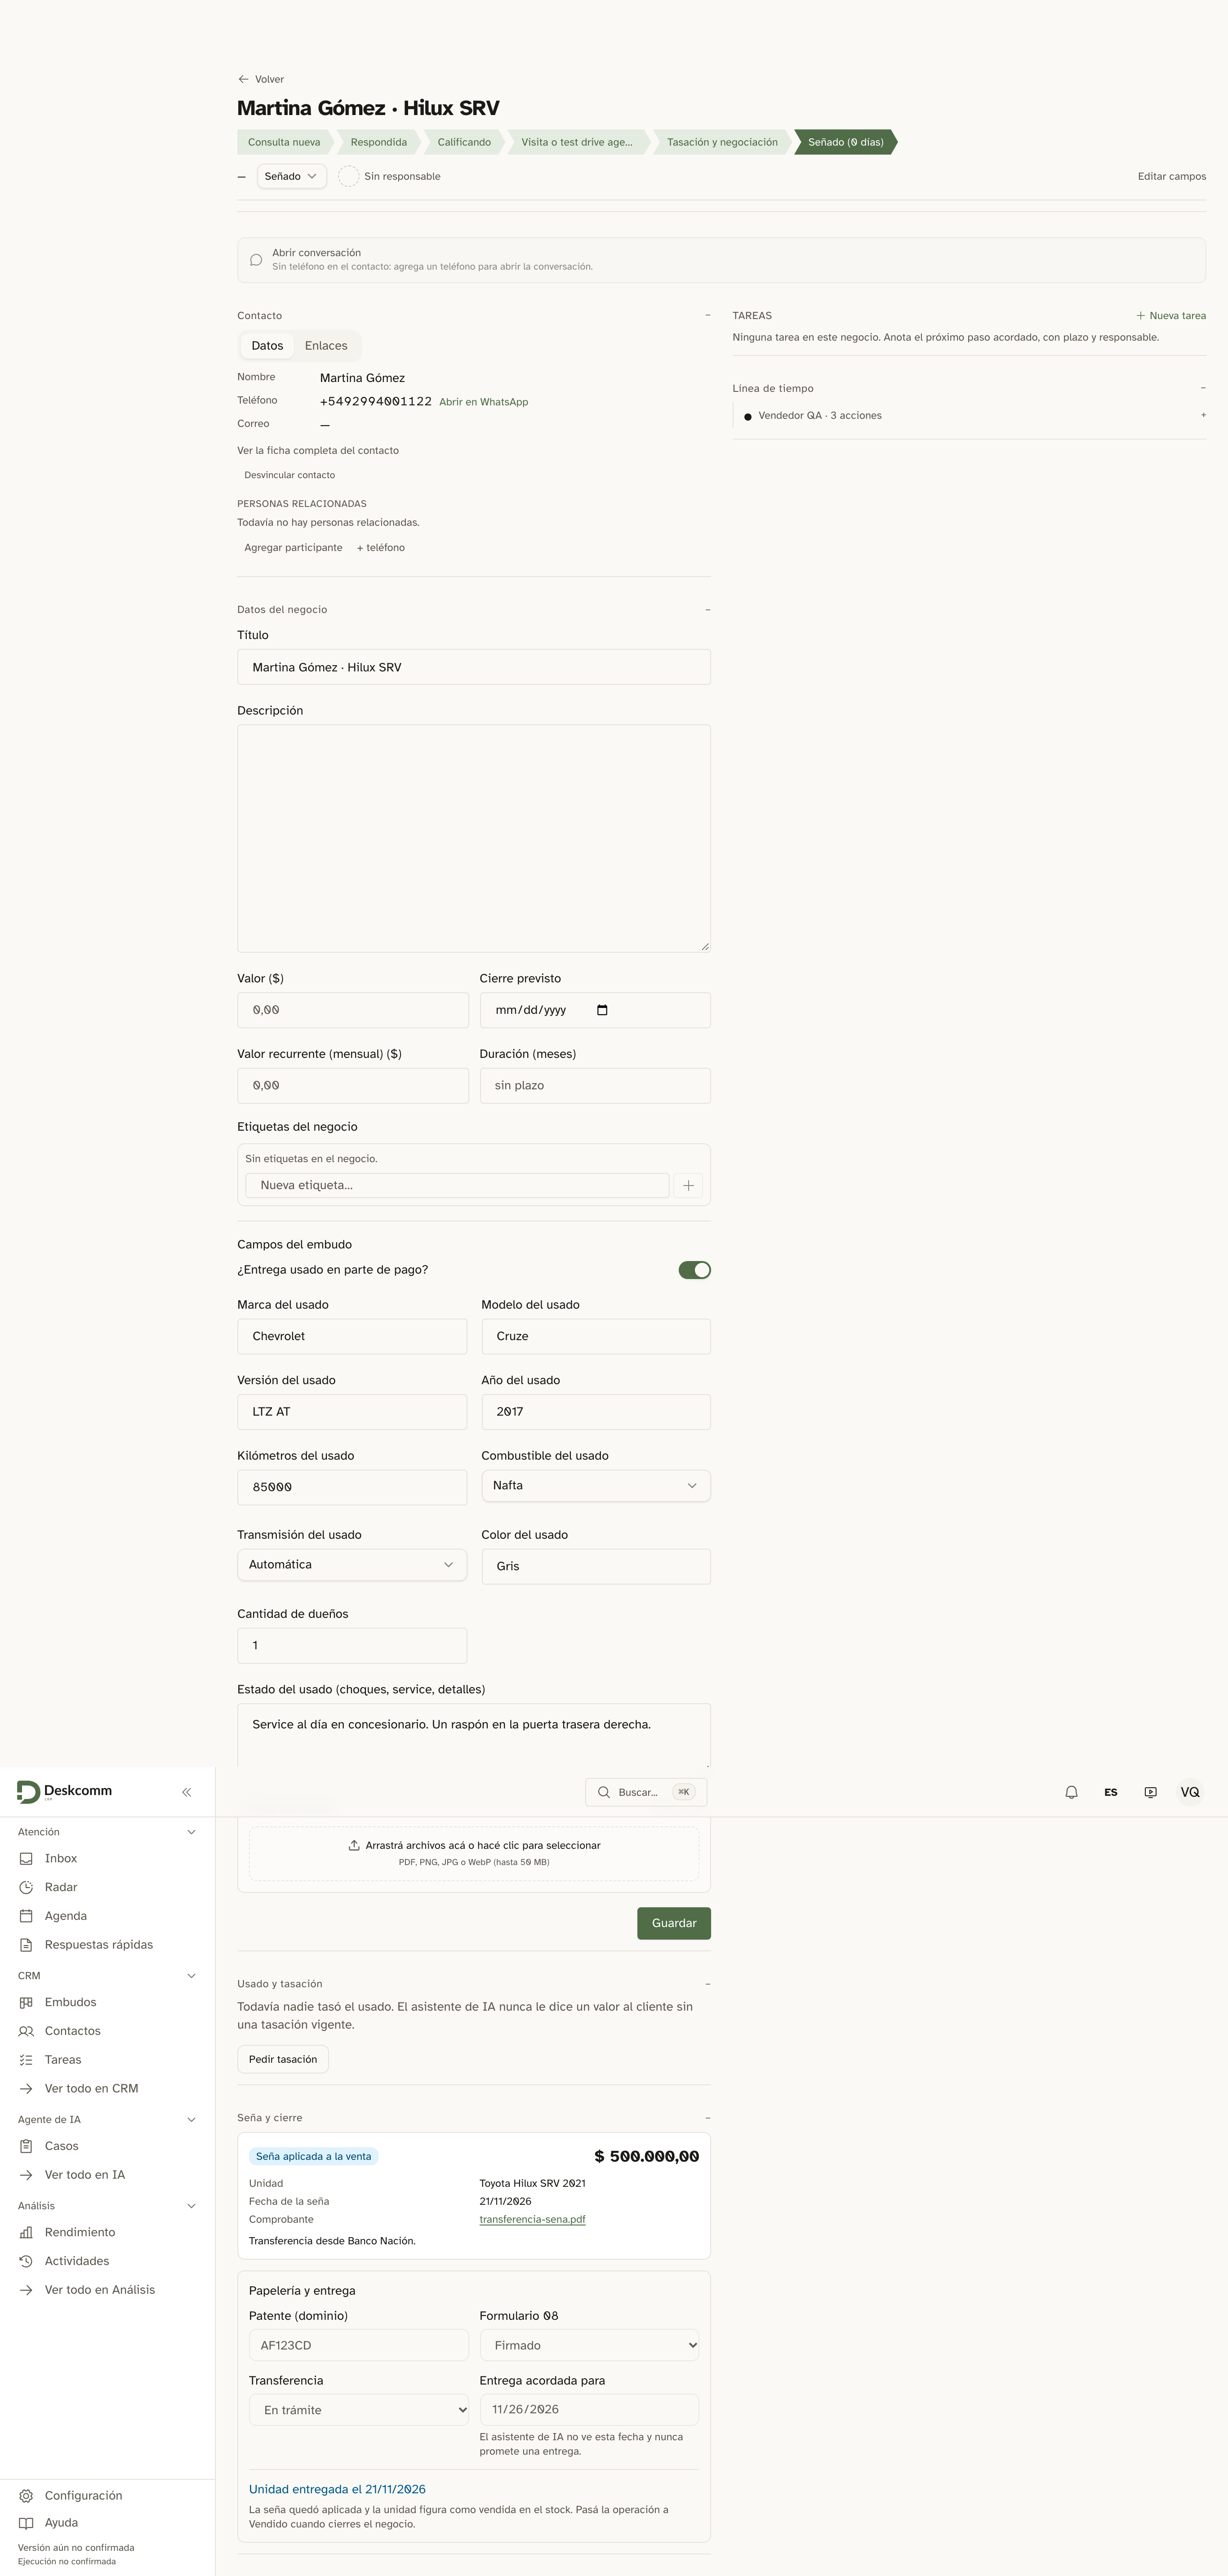 Volver
Martina Gómez · Hilux SRV
Consulta nueva
Respondida
Calificando
Visita o test drive age...
Tasación y negociación
Señado (0 días)
—
Señado
Sin responsable
Editar campos
Abrir conversación
Sin teléfono en el contacto: agrega un teléfono para abrir la conversación.
Contacto
–
Datos
Enlaces
Nombre
Martina Gómez
Teléfono
+5492994001122 Abrir en WhatsApp
Correo
—
Ver la ficha completa del contacto
Desvincular contacto
PERSONAS RELACIONADAS
Todavía no hay personas relacionadas.
Agregar participante
+ teléfono
TAREAS
+ Nueva tarea
Ninguna tarea en este negocio. Anota el próximo paso acordado, con plazo y responsable.
Línea de tiempo
–
Vendedor QA · 3 acciones
+
Datos del negocio
–
Título
Martina Gómez · Hilux SRV
Descripción
Valor ($)
Cierre previsto
0,00
mm/dd/yyyy
Valor recurrente (mensual) ($)
Duración (meses)
0,00
sin plazo
Etiquetas del negocio
Sin etiquetas en el negocio.
Nueva etiqueta...
Campos del embudo
¿Entrega usado en parte de pago?
Marca del usado
Modelo del usado
Chevrolet
Cruze
Versión del usado
Año del usado
LTZ AT
2017
Kilómetros del usado
Combustible del usado
85000
Nafta
Transmisión del usado
Color del usado
Automática
Gris
Cantidad de dueños
1
Estado del usado (choques, service, detalles)
Service al día en concesionario. Un raspón en la puerta trasera derecha.
Deskcomm
Buscar...
⌘K
ES
VQ
Atención
Inbox
Radar
Agenda
Respuestas rápidas
CRM
Embudos
Contactos
Tareas
Ver todo en CRM
Agente de IA
Casos
Ver todo en IA
Análisis
Rendimiento
Actividades
Ver todo en Análisis
Configuración
Ayuda
Versión aún no confirmada
Ejecución no confirmada
Arrastrá archivos acá o hacé clic para seleccionar
PDF, PNG, JPG o WebP (hasta 50 MB)
Guardar
Usado y tasación
–
Todavía nadie tasó el usado. El asistente de IA nunca le dice un valor al cliente sin
una tasación vigente.
Pedir tasación
Seña y cierre
–
Seña aplicada a la venta
$ 500.000,00
Unidad
Toyota Hilux SRV 2021
Fecha de la seña
21/11/2026
Comprobante
transferencia-sena.pdf
Transferencia desde Banco Nación.
Papelería y entrega
Patente (dominio)
Formulario 08
AF123CD
Firmado
Transferencia
Entrega acordada para
En trámite
11/26/2026
El asistente de IA no ve esta fecha y nunca
promete una entrega.
Unidad entregada el 21/11/2026
La seña quedó aplicada y la unidad figura como vendida en el stock. Pasá la operación a
Vendido cuando cierres el negocio.